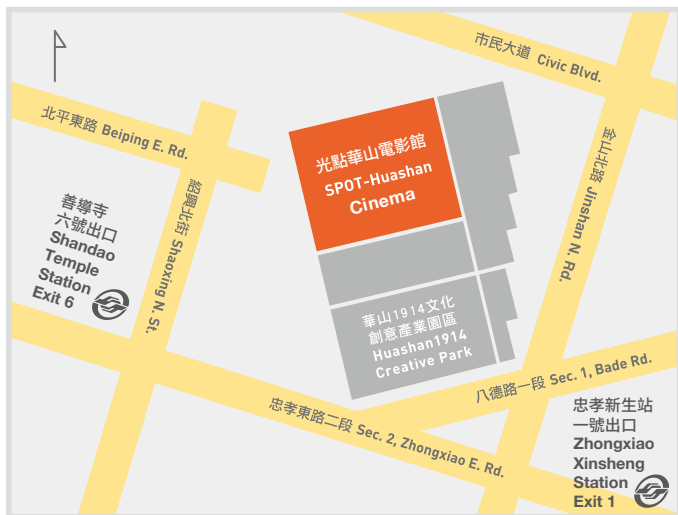 市民大道 Civic Blvd.
北平東路 Beiping E. Rd.
光點華山電影館
SPOT-Huashan
Cinema
金山北路 Jinshan N. Rd.
善導寺
六號出口
Shandao
Temple
Station
Exit 6
紹興北街 Shaoxing N. St.
華山1914文化
創意產業園區
Huashan1914
Creative Park
八德路一段 Sec. 1, Bade Rd.
忠孝東路二段 Sec. 2, Zhongxiao E. Rd.
忠孝新生站
一號出口
Zhongxiao
Xinsheng
Station
Exit 1